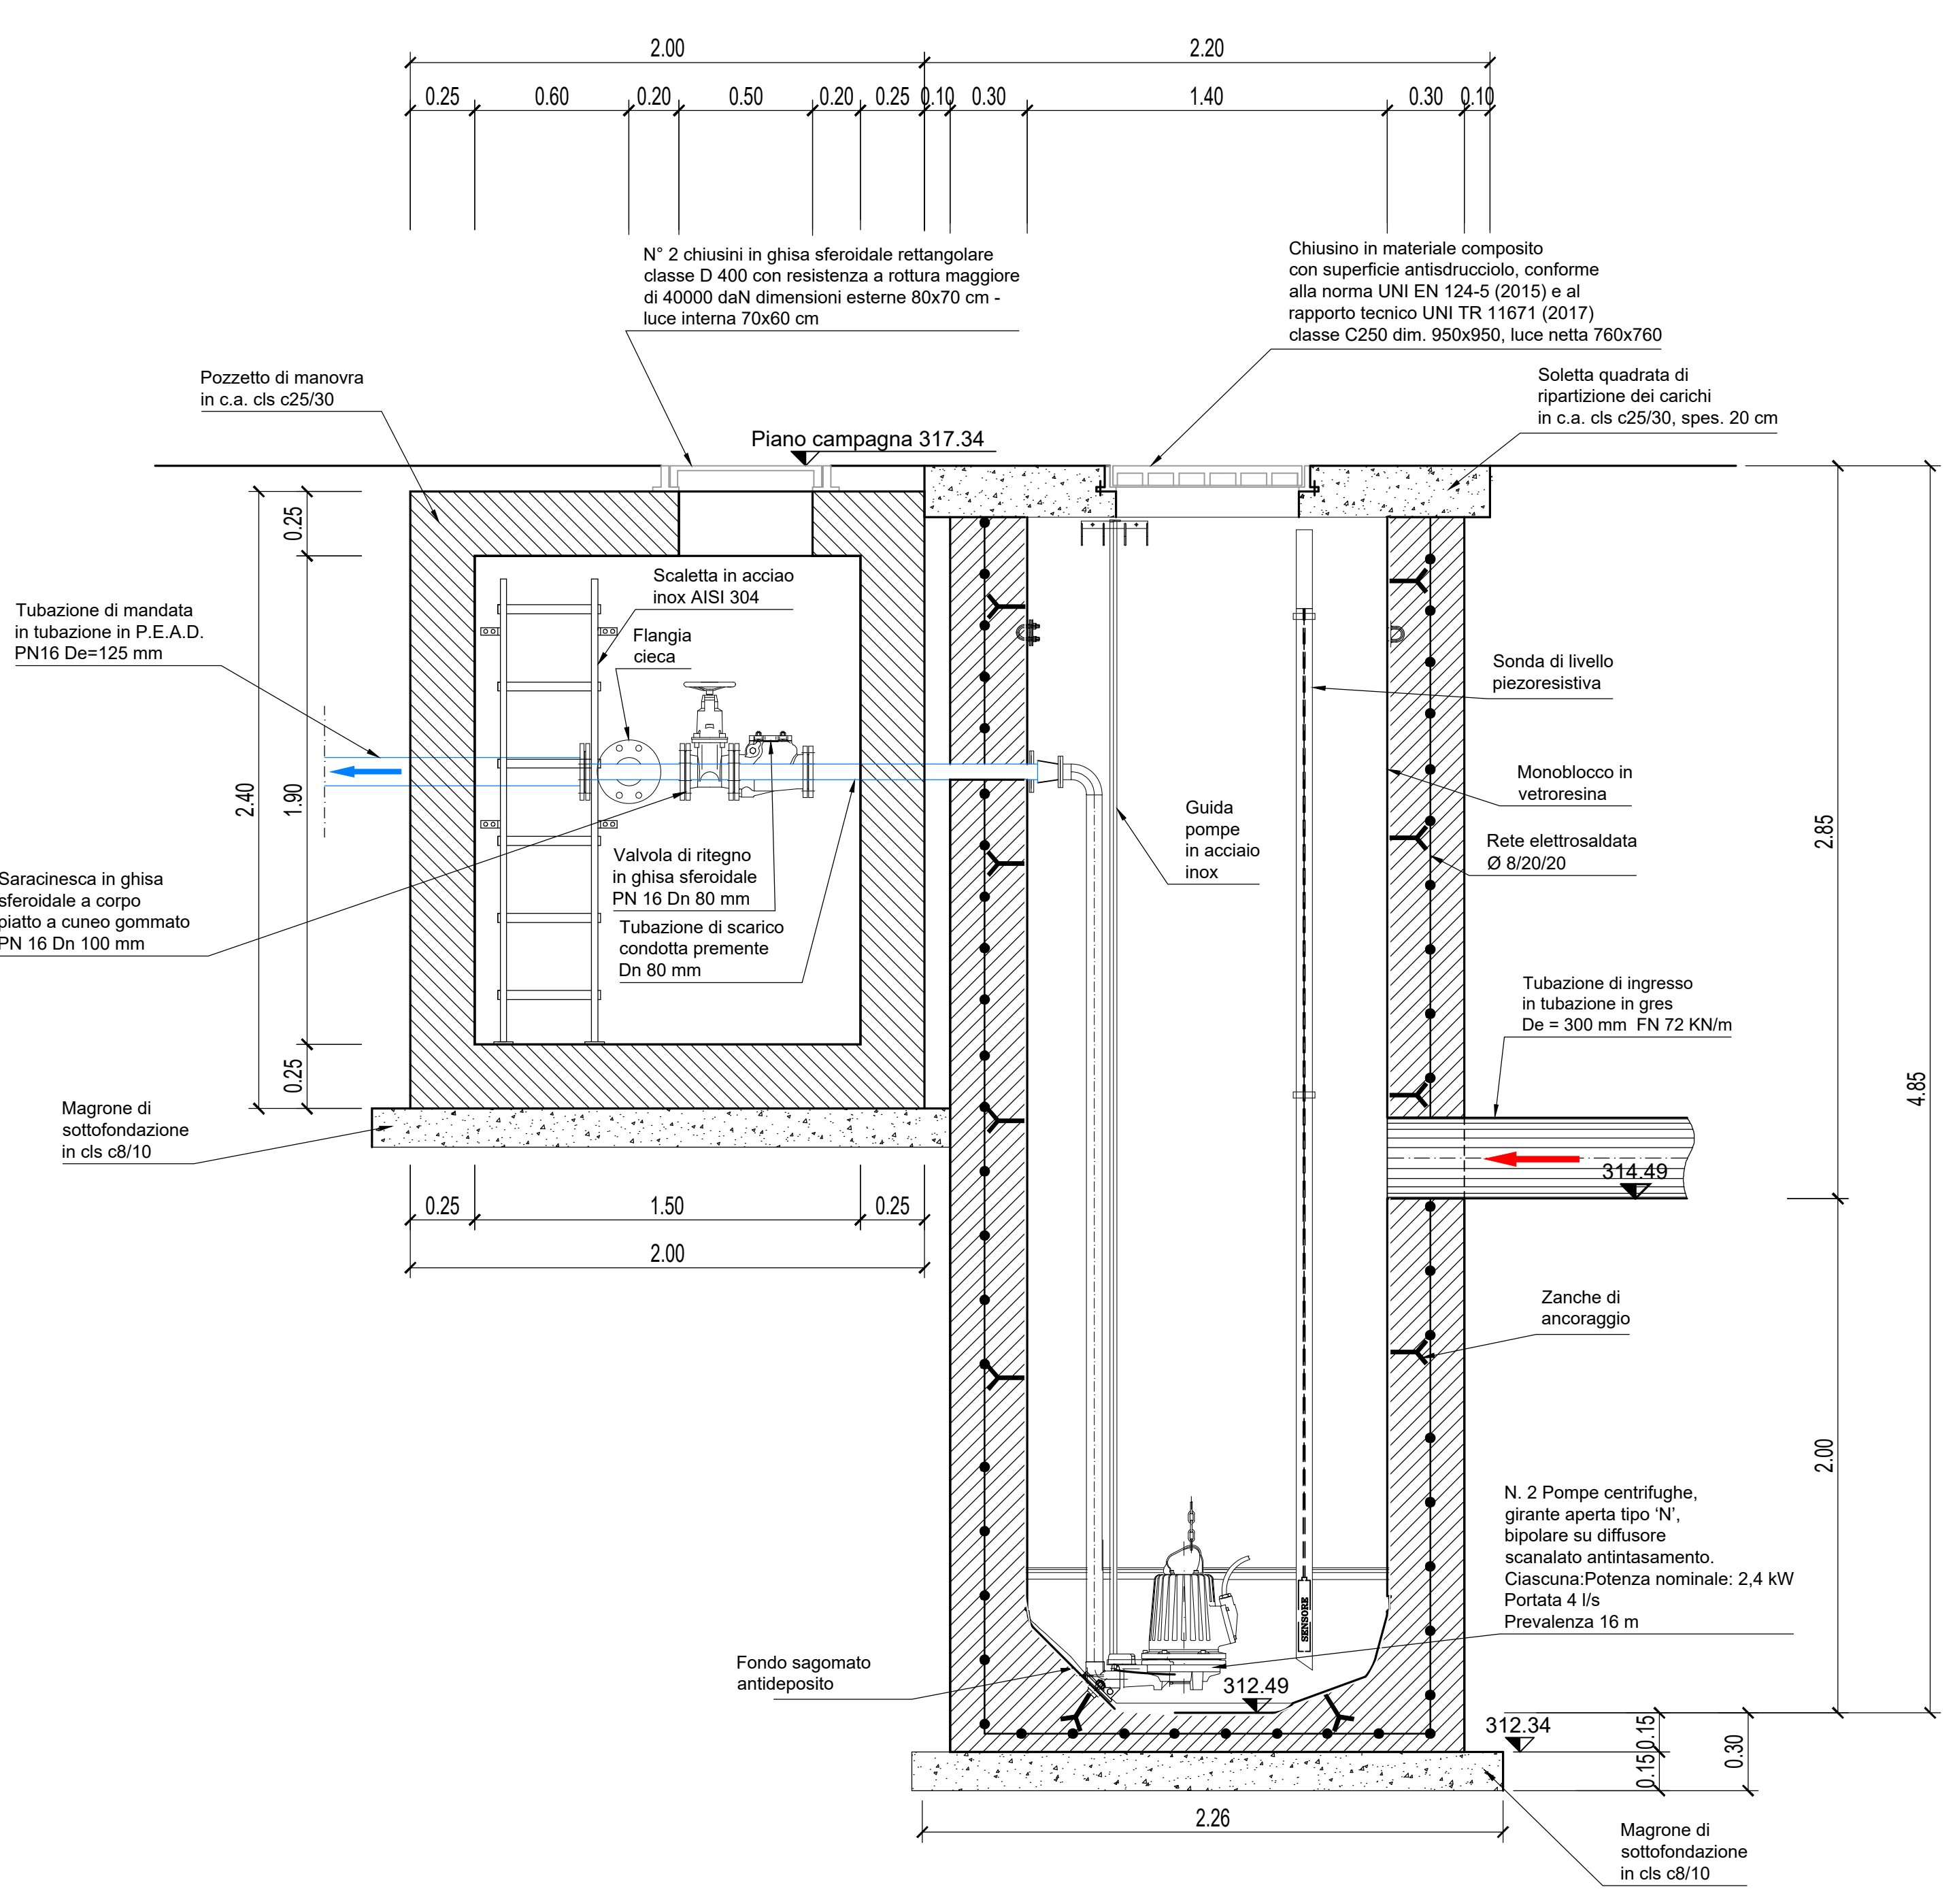 2.00
2.20
0.25
0.60
0.20
0.50
0.20
0.25
0.10
0.30
1.40
0.30
0.10
N° 2 chiusini in ghisa sferoidale rettangolare
classe D 400 con resistenza a rottura maggiore
di 40000 daN dimensioni esterne 80x70 cm -
luce interna 70x60 cm
Chiusino in materiale composito
con superficie antisdrucciolo, conforme
alla norma UNI EN 124-5 (2015) e al
rapporto tecnico UNI TR 11671 (2017)
classe C250 dim. 950x950, luce netta 760x760
Pozzetto di manovra
in c.a. cls c25/30
Soletta quadrata di
ripartizione dei carichi
in c.a. cls c25/30, spes. 20 cm
Piano campagna 317.34
0.25
1.90
0.25
2.40
Scaletta in acciao
inox AISI 304
Flangia
cieca
Tubazione di mandata
in tubazione in P.E.A.D.
PN16 De=125 mm
Sonda di livello
piezoresistiva
Monoblocco in
vetroresina
Guida
pompe
in acciaio
inox
Rete elettrosaldata
Ø 8/20/20
2.85
Saracinesca in ghisa
sferoidale a corpo
piatto a cuneo gommato
PN 16 Dn 100 mm
Valvola di ritegno
in ghisa sferoidale
PN 16 Dn 80 mm
Tubazione di scarico
condotta premente
Dn 80 mm
Tubazione di ingresso
in tubazione in gres
De = 300 mm  FN 72 KN/m
4.85
Magrone di
sottofondazione
in cls c8/10
314.49
0.25
1.50
0.25
2.00
Zanche di
ancoraggio
2.00
N. 2 Pompe centrifughe,
girante aperta tipo ‘N’,
bipolare su diffusore
scanalato antintasamento.
Ciascuna:Potenza nominale: 2,4 kW
Portata 4 l/s
Prevalenza 16 m
SENSORE
Fondo sagomato
antideposito
312.49
312.34
0.15
0.15
0.30
2.26
Magrone di
sottofondazione
in cls c8/10